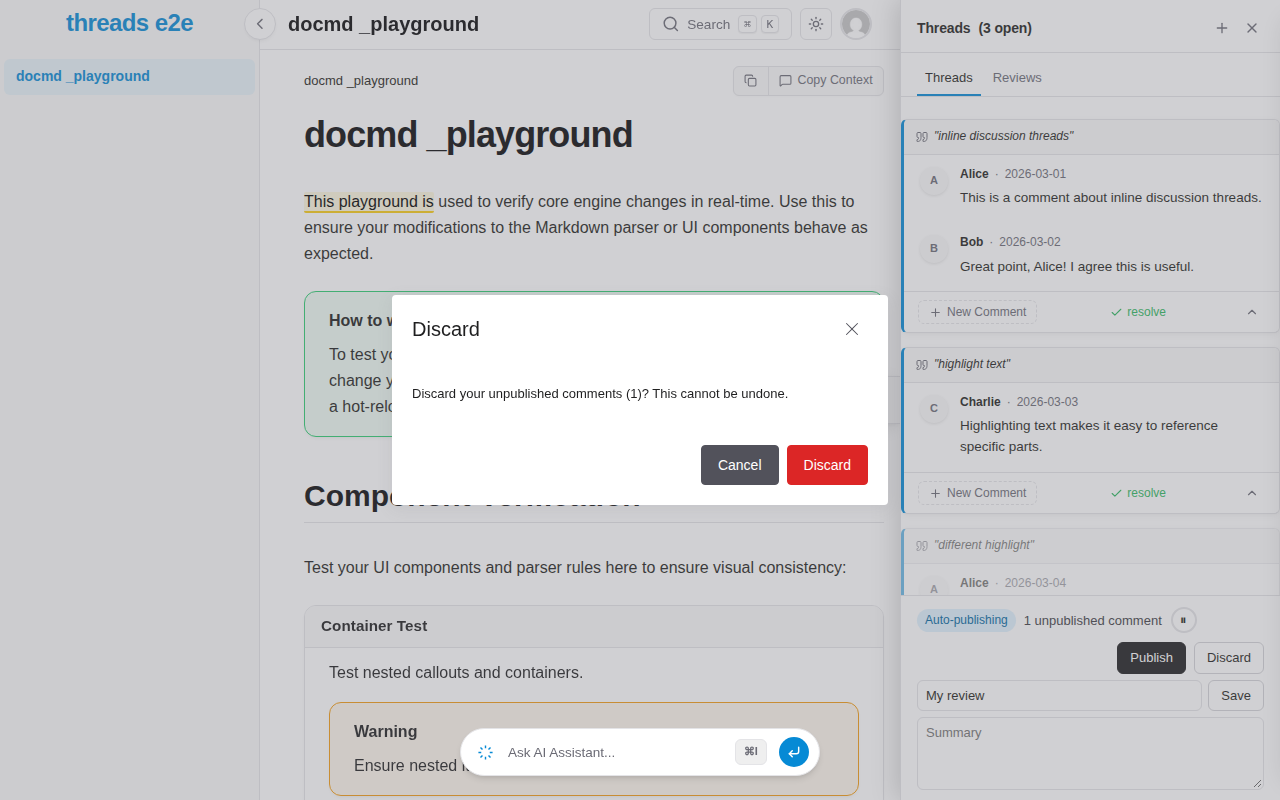 threads e2e
docmd _playground
docmd _playground
Search ⌘ K
docmd _playground
Copy Context
docmd _playground
This playground is used to verify core engine changes in real-time. Use this to
ensure your modifications to the Markdown parser or UI components behave as
expected.
How to
To test
change
a
Discard
Discard your unpublished comments (1)? This cannot be undone.
Cancel
Discard
Test your UI components and parser rules here to ensure visual consistency:
Container Test
Test nested callouts and containers.
Warning
Ensure nested
Ask AI Assistant...
⌘I
Threads (3 open)
Threads
Reviews
"inline discussion threads"
A
Alice · 2026-03-01
This is a comment about inline discussion threads.
B
Bob · 2026-03-02
Great point, Alice! I agree this is useful.
New Comment
resolve
"highlight text"
C
Charlie · 2026-03-03
Highlighting text makes it easy to reference
specific parts.
New Comment
resolve
"different highlight"
A
Alice · 2026-03-04
Auto-publishing
1 unpublished comment
Publish
Discard
My review
Save
Summary